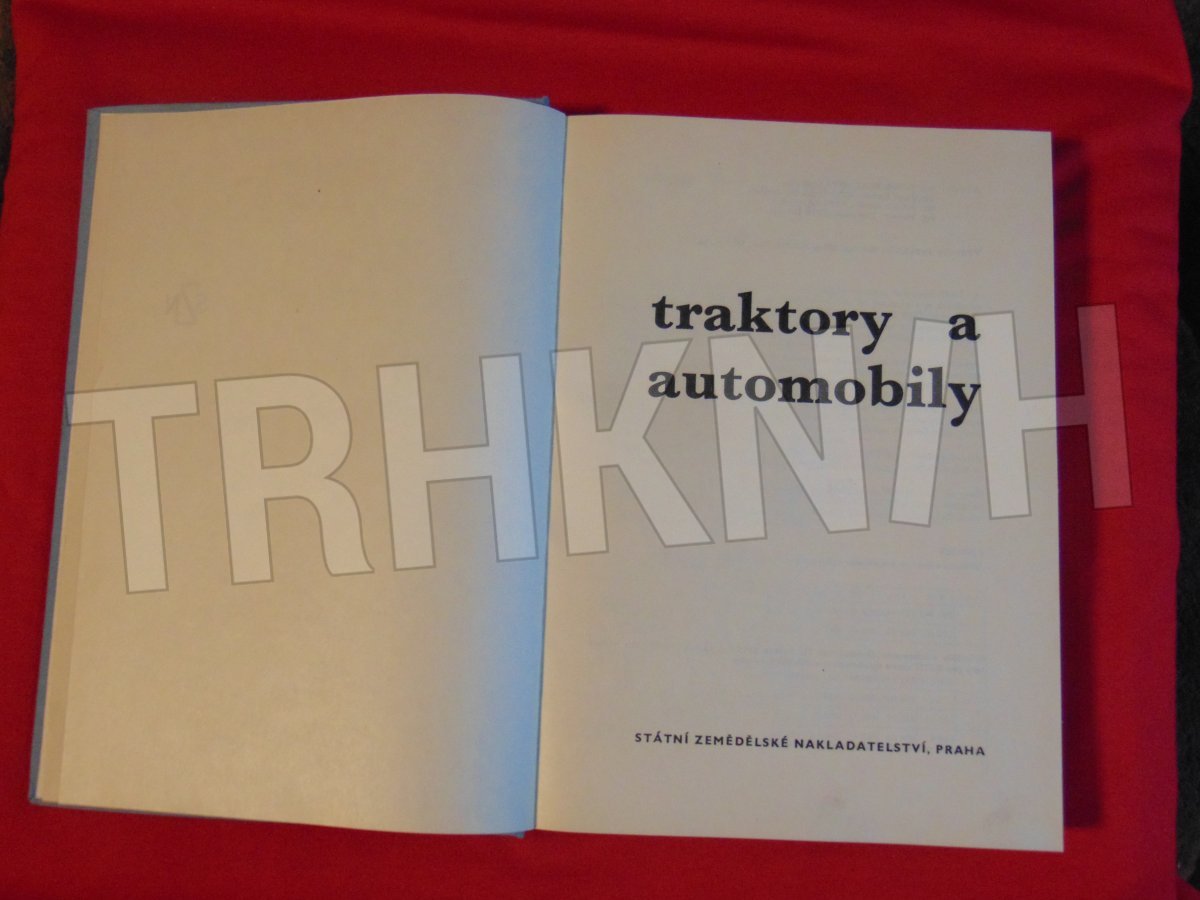 traktory a
automobily
TRHKNIH
STÁTNÍ ZEMĚDĚLSKÉ NAKLADATELSTVÍ, PRAHA